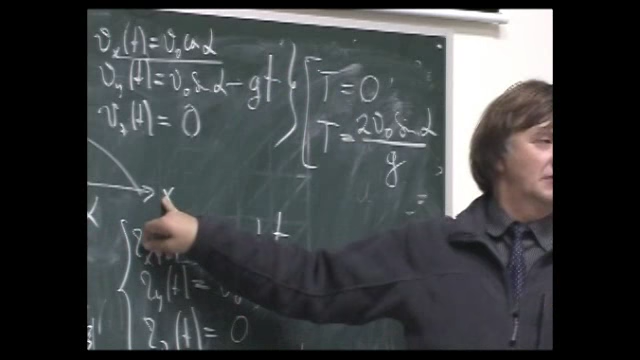 v_x(t) = v_0 cos α
v_y(t) = v_0 sin α - gt
v_z(t) = 0
T = 0
T = 2v_0 sin α / g
x
r_y(t) =
r_z(t) = 0